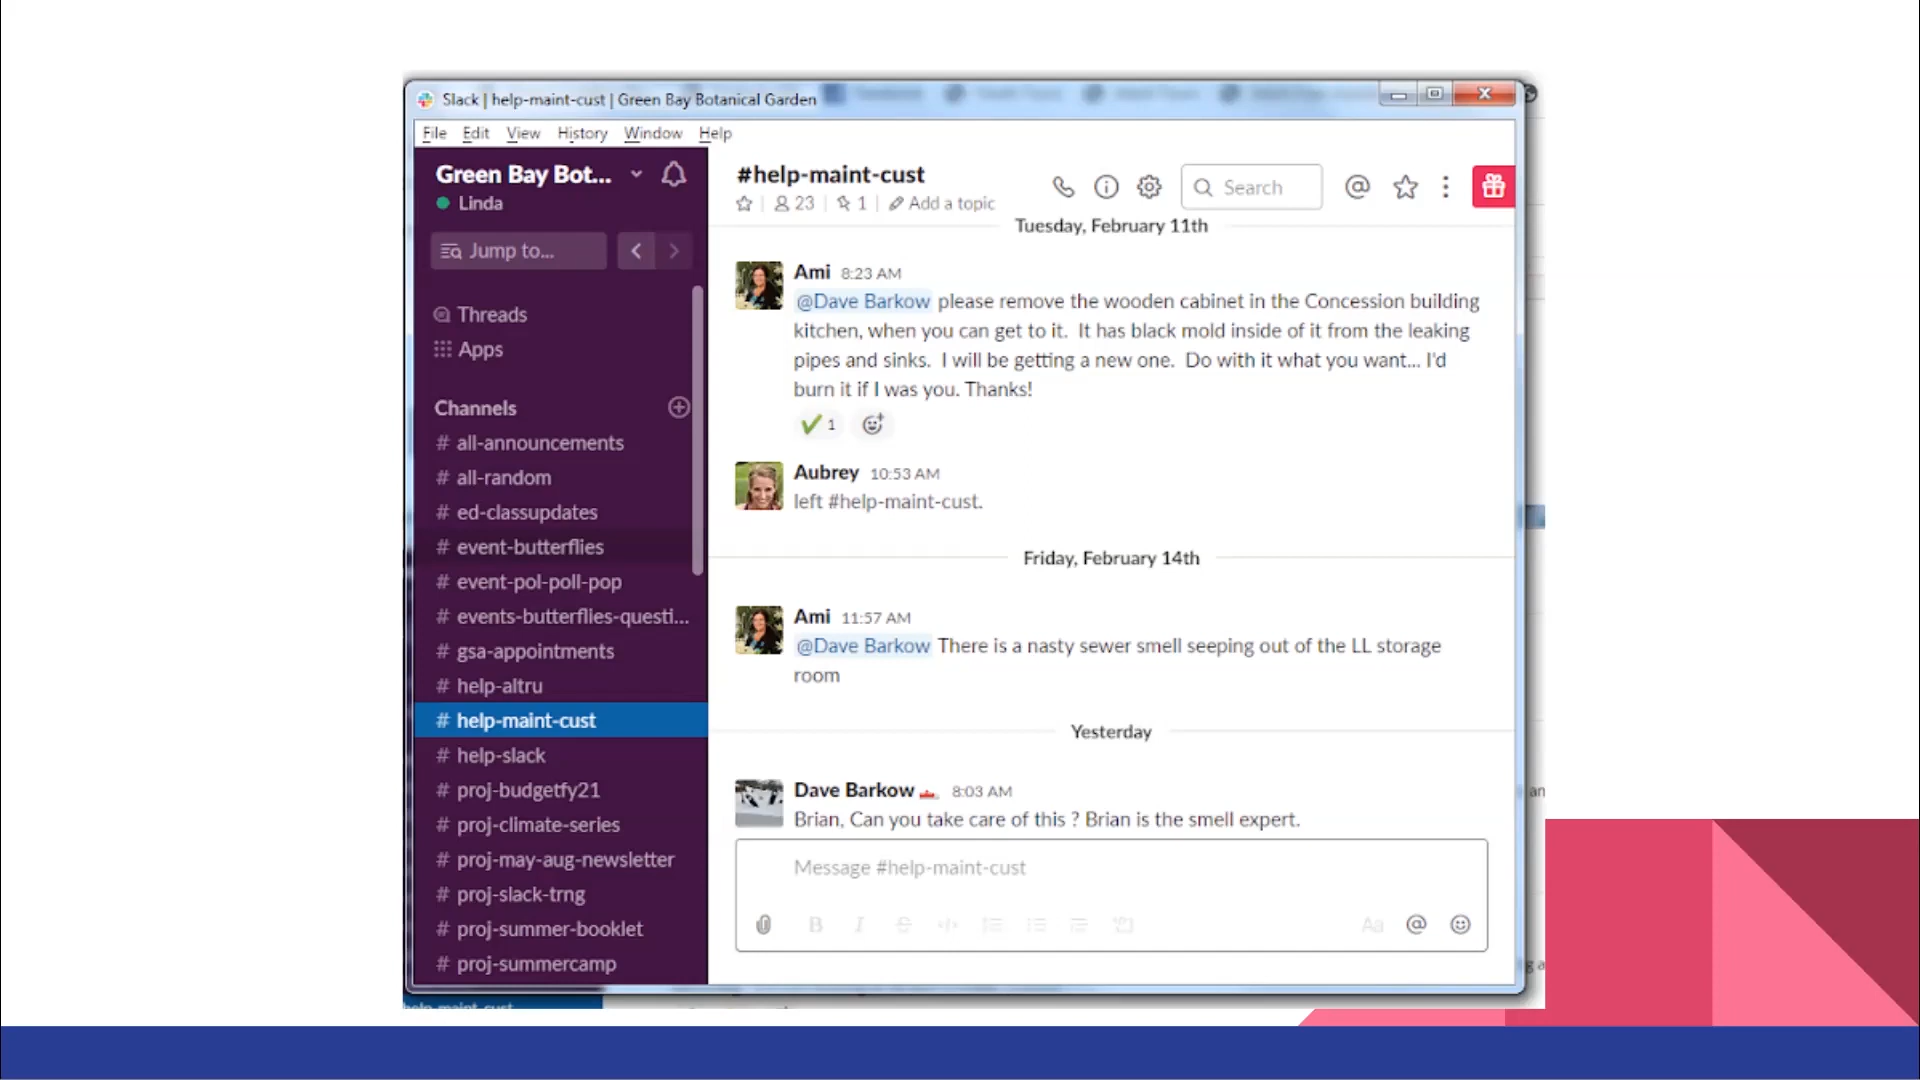 Slack | help-maint-cust | Green Bay Botanical Garden
File Edit View History Window Help
Green Bay Bot...
Linda
Jump to...
Threads
Apps
Channels
# all-announcements
# all-random
# ed-classupdates
# event-butterflies
# event-pol-poll-pop
# events-butterflies-questi...
# gsa-appointments
# help-altru
# help-maint-cust
# help-slack
# proj-budgetfy21
# proj-climate-series
# proj-may-aug-newsletter
# proj-slack-trng
# proj-summer-booklet
# proj-summercamp
#help-maint-cust
23 1 Add a topic
Search
Tuesday, February 11th
Ami 8:23 AM
@Dave Barkow please remove the wooden cabinet in the Concession building
kitchen, when you can get to it. It has black mold inside of it from the leaking
pipes and sinks. I will be getting a new one. Do with it what you want... I'd
burn it if I was you. Thanks!
1
Aubrey 10:53 AM
left #help-maint-cust.
Friday, February 14th
Ami 11:57 AM
@Dave Barkow There is a nasty sewer smell seeping out of the LL storage
room
Yesterday
Dave Barkow 8:03 AM
Brian, Can you take care of this ? Brian is the smell expert.
Message #help-maint-cust
B I S </> Aa @